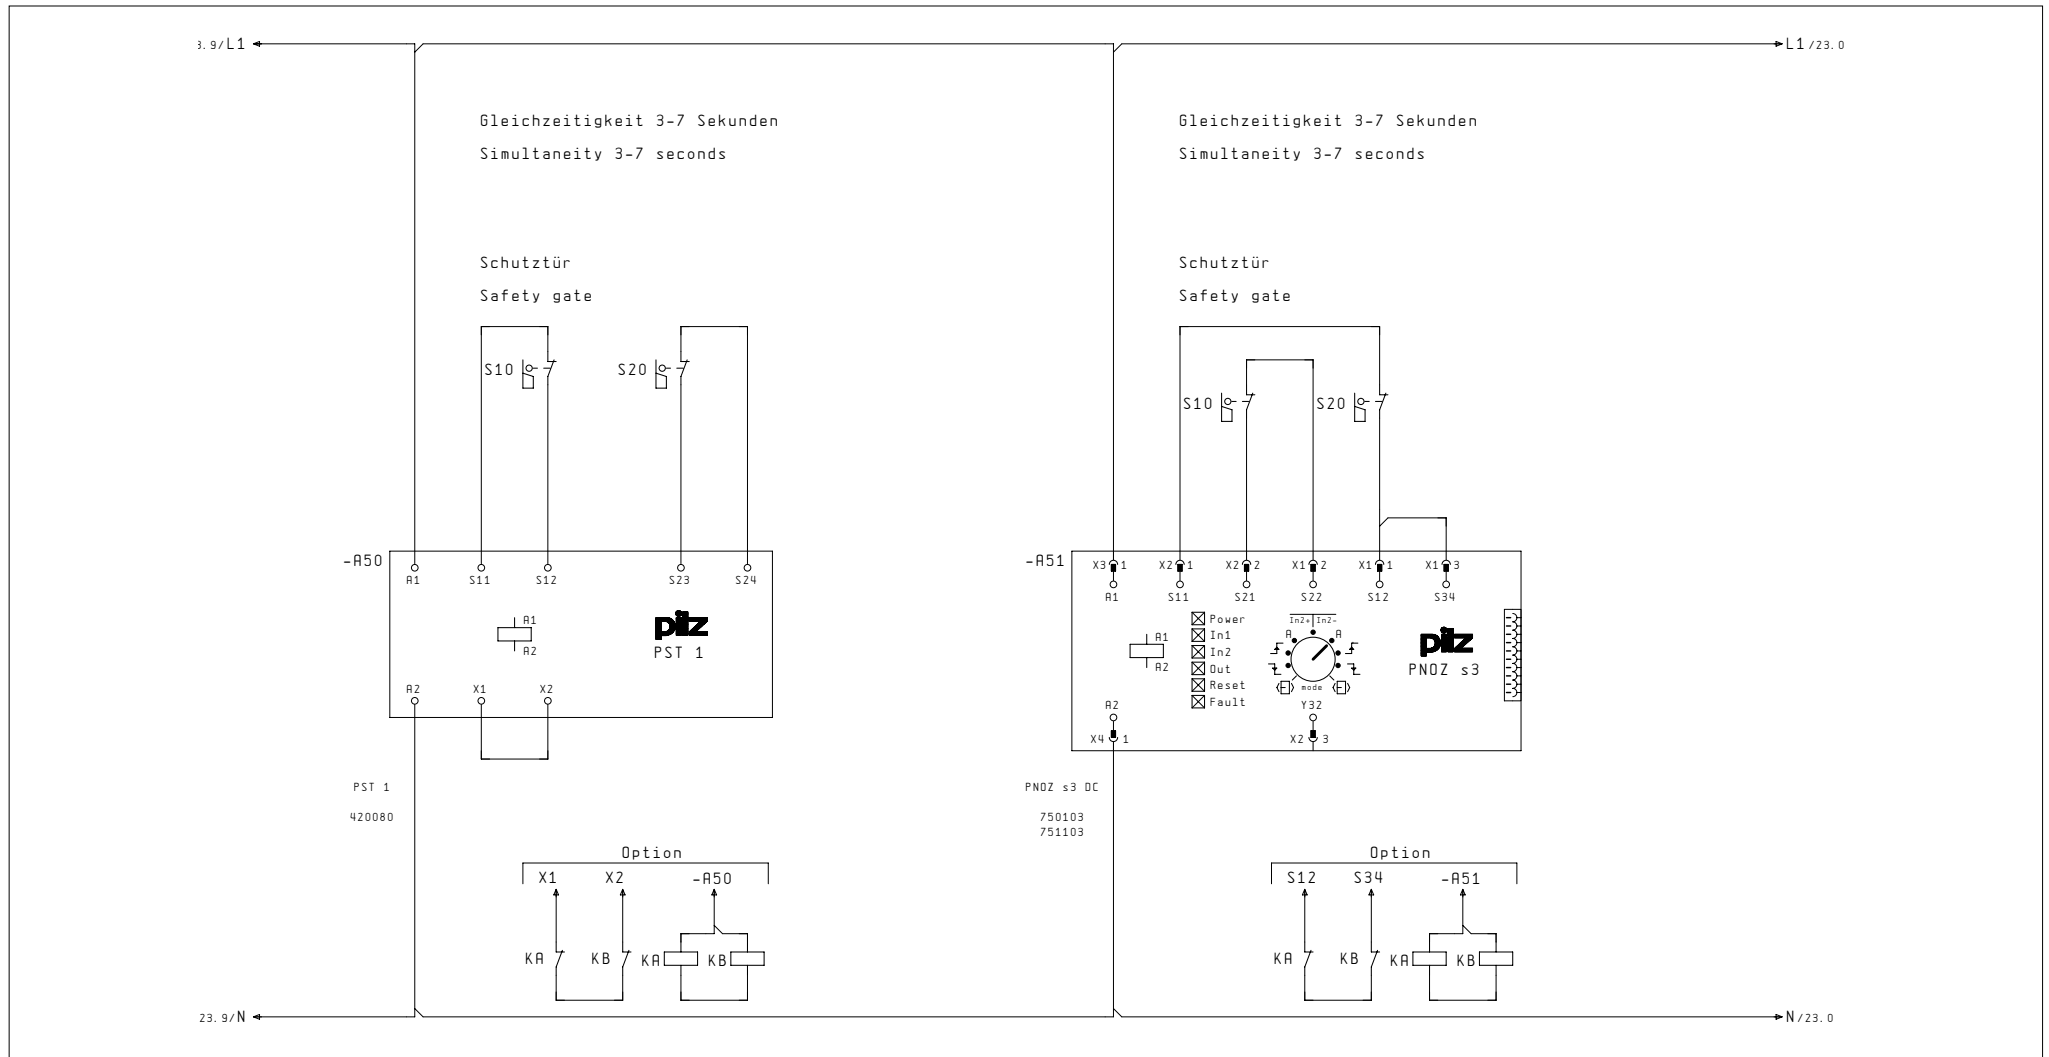 3.9/L1
L1/23.0
Gleichzeitigkeit 3-7 Sekunden
Simultaneity 3-7 seconds
Gleichzeitigkeit 3-7 Sekunden
Simultaneity 3-7 seconds
Schutztür
Safety gate
Schutztür
Safety gate
S10
S20
S10
S20
-A50
A1 S11 S12 S23 S24
A1
A2
pilz
PST 1
A2 X1 X2
PST 1
420080
-A51
X3 1 X2 1 X2 2 X1 2 X1 1 X1 3
A1 S11 S21 S22 S12 S34
A1
A2
Power
In1
In2
Out
Reset
Fault
In2+ In2-
A A
mode
pilz
PNOZ s3
A2 Y32
X4 1 X2 3
PNOZ s3 DC
750103
751103
Option
X1 X2 -A50
KA KB KA KB
Option
S12 S34 -A51
KA KB KA KB
23.9/N
N/23.0